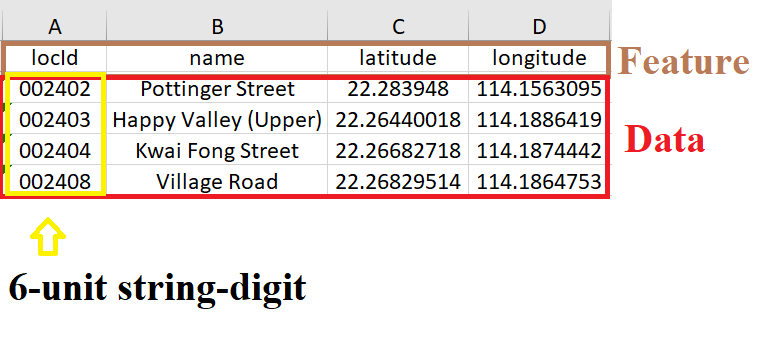 A B C D
locId name latitude longitude Feature
002402 Pottinger Street 22.283948 114.1563095
002403 Happy Valley (Upper) 22.26440018 114.1886419 Data
002404 Kwai Fong Street 22.26682718 114.1874442
002408 Village Road 22.26829514 114.1864753
6-unit string-digit